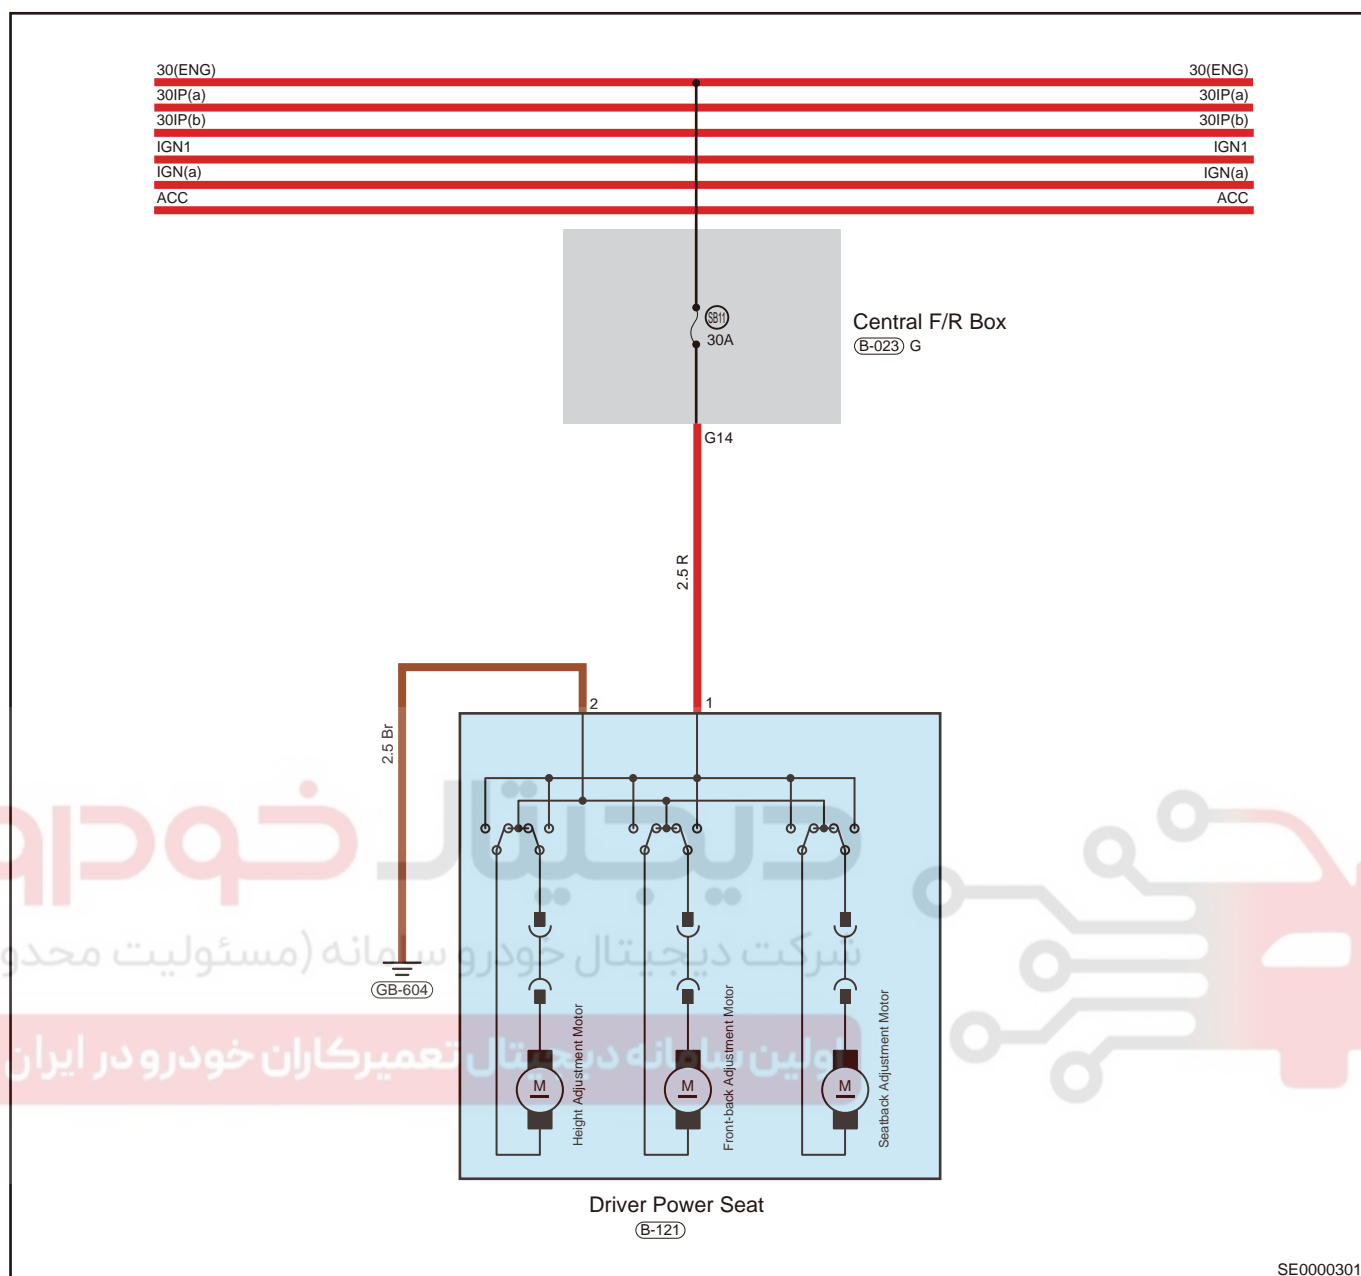 30(ENG) 30(ENG)
30IP(a) 30IP(a)
30IP(b) 30IP(b)
IGN1 IGN1
IGN(a) IGN(a)
ACC ACC
SB11
30A
Central F/R Box
B-023 G
G14
2.5 R
2 1
2.5 Br
دیجیتال خودرو
شرکت دیجیتال خودرو سامانه (مسئولیت محدو
GB-604
اولین سامانه دیجیتال تعمیرکاران خودرو در ایران
M M M
Height Adjustment Motor
Front-back Adjustment Motor
Seatback Adjustment Motor
Driver Power Seat
B-121
SE0000301